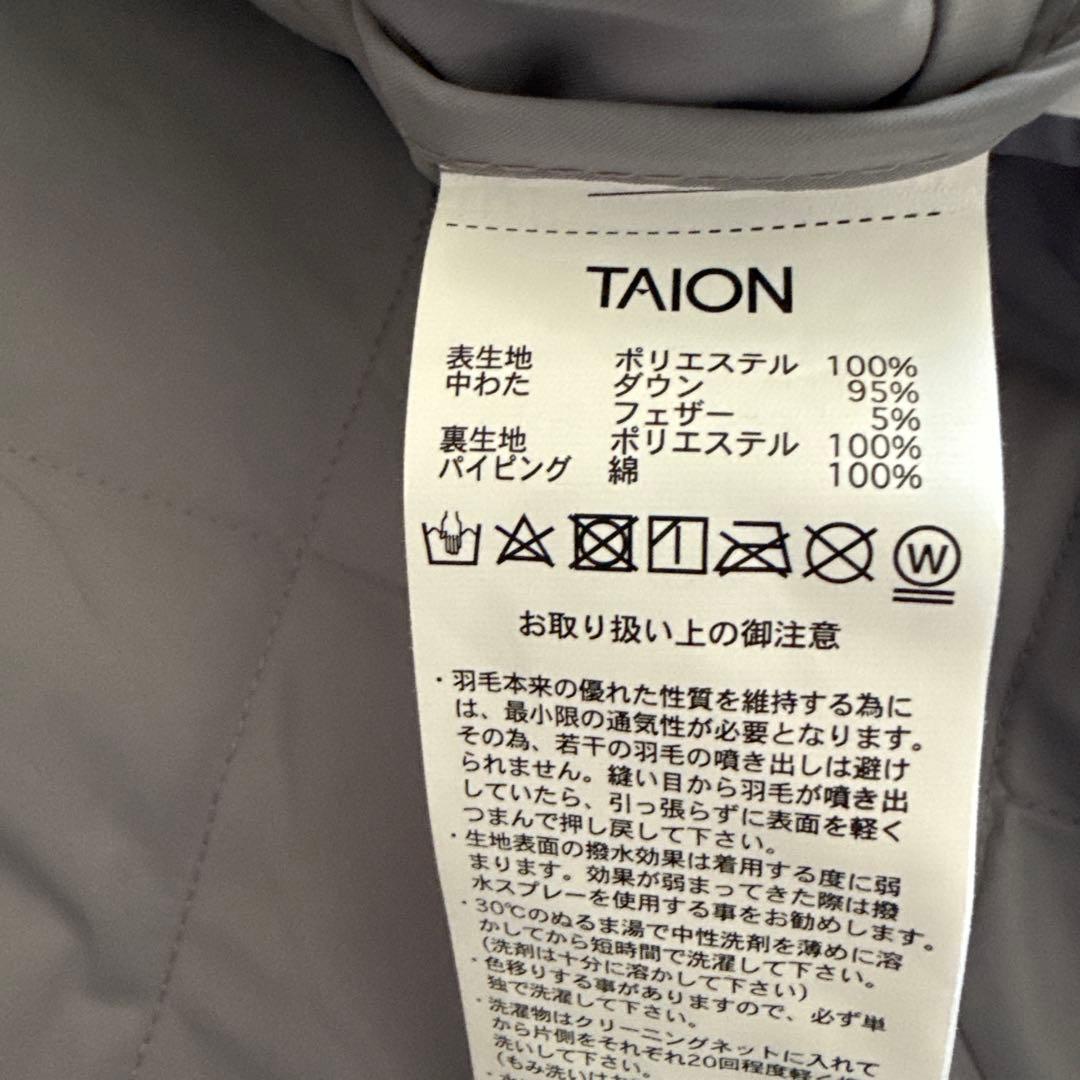 TAION
表生地 ポリエステル 100%
中わた ダウン 95%
フェザー 5%
裏生地 ポリエステル 100%
パイピング 綿 100%
W
お取り扱い上の御注意
・羽毛本来の優れた性質を維持する為に
は、最小限の通気性が必要となります。
その為、若干の羽毛の噴き出しは避け
られません。縫い目から羽毛が噴き出
していたら、引っ張らずに表面を軽く
つまんで押し戻して下さい。
・生地表面の撥水効果は着用する度に弱
まります。効果が弱まってきた際は撥
水スプレーを使用する事をお勧めします。
・30℃のぬるま湯で中性洗剤を薄めに溶
かしてから短時間で洗濯して下さい。
(洗剤は十分に溶かして下さい)
・色移りする事がありますので、必ず単
独で洗濯して下さい。
・洗濯物はクリーニングネットに入れて
から片側をそれぞれ20回程度軽く
洗いして下さい。
(もみ洗いは